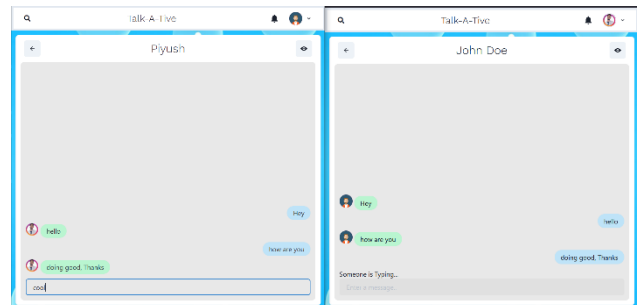 Talk-A-Tive
Piyush
Hey
hello
how are you
doing good, Thanks
cool
Talk-A-Tive
John Doe
Hey
hello
how are you
doing good, Thanks
Someone is Typing...
Enter a message..